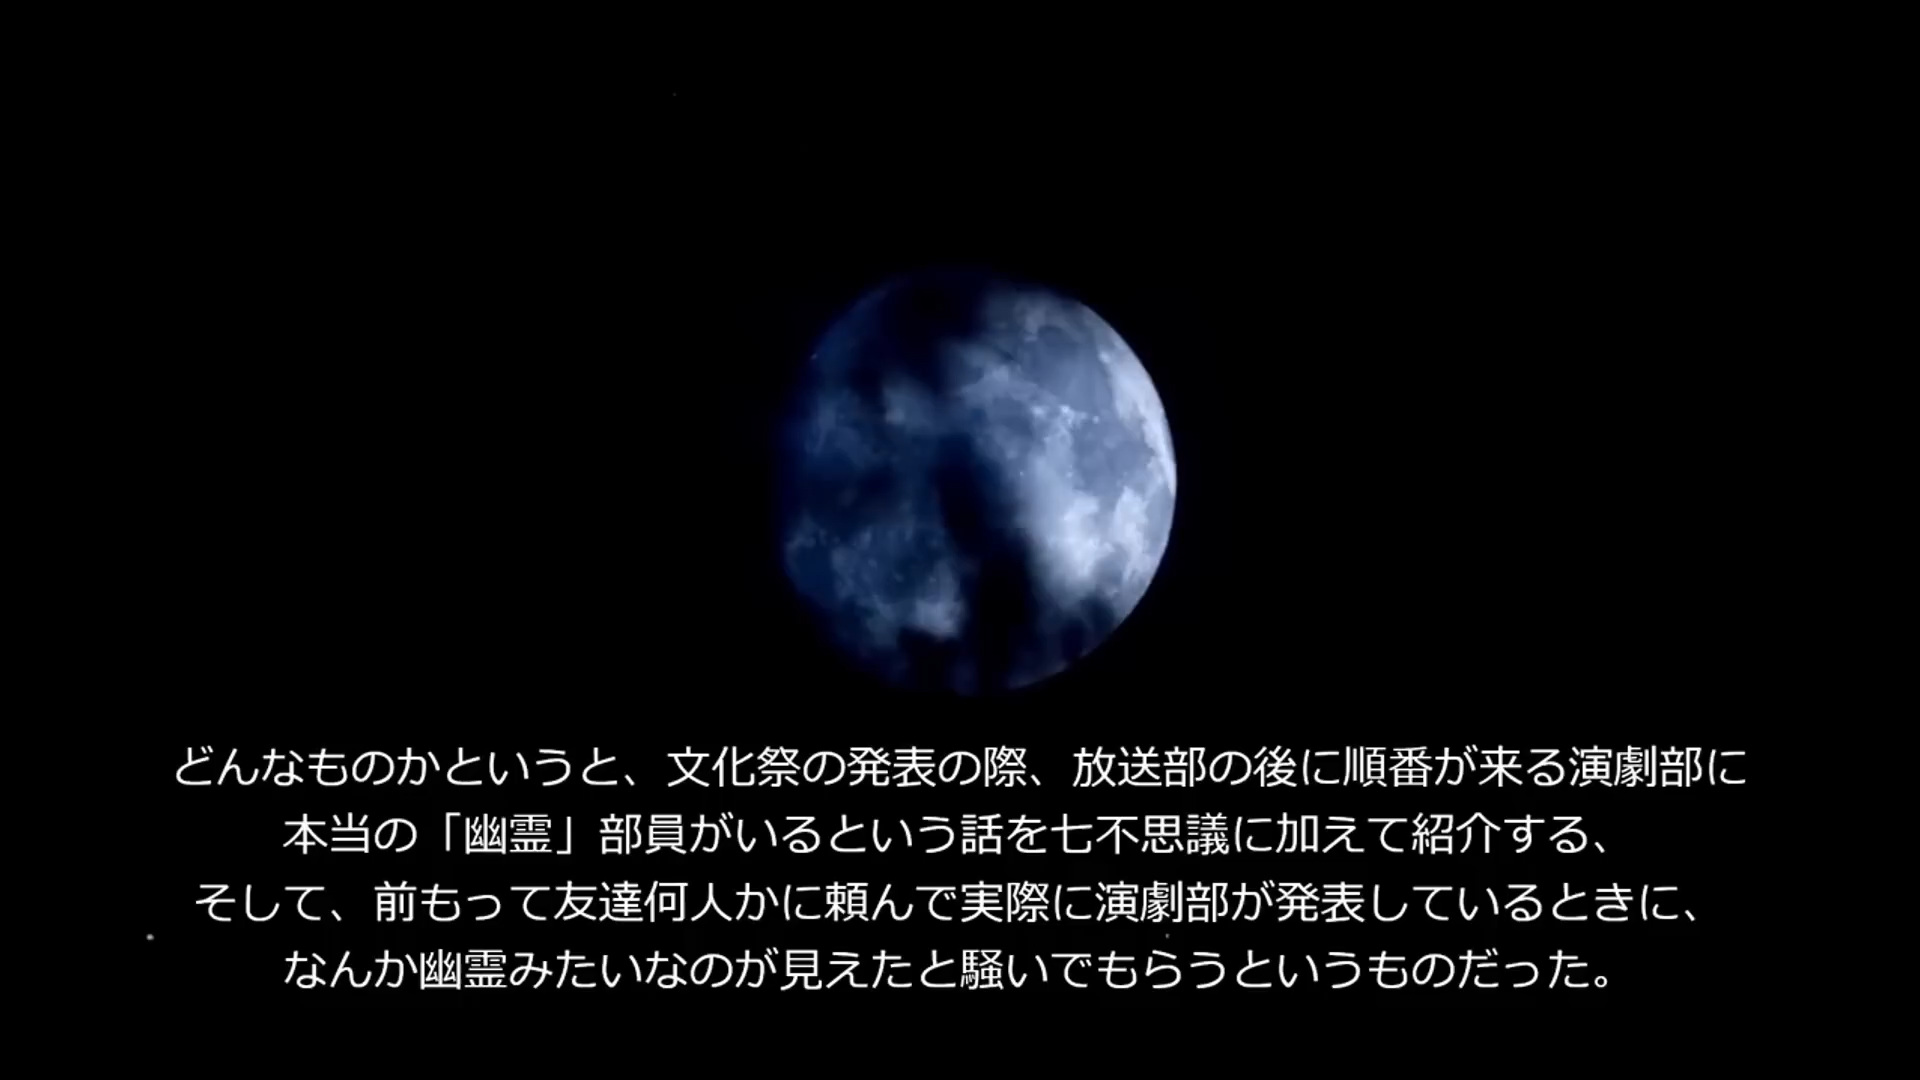 どんなものかというと、文化祭の発表の際、放送部の後に順番が来る演劇部に
本当の「幽霊」部員がいるという話を七不思議に加えて紹介する、
そして、前もって友達何人かに頼んで実際に演劇部が発表しているときに、
なんか幽霊みたいなのが見えたと騒いでもらうというものだった。